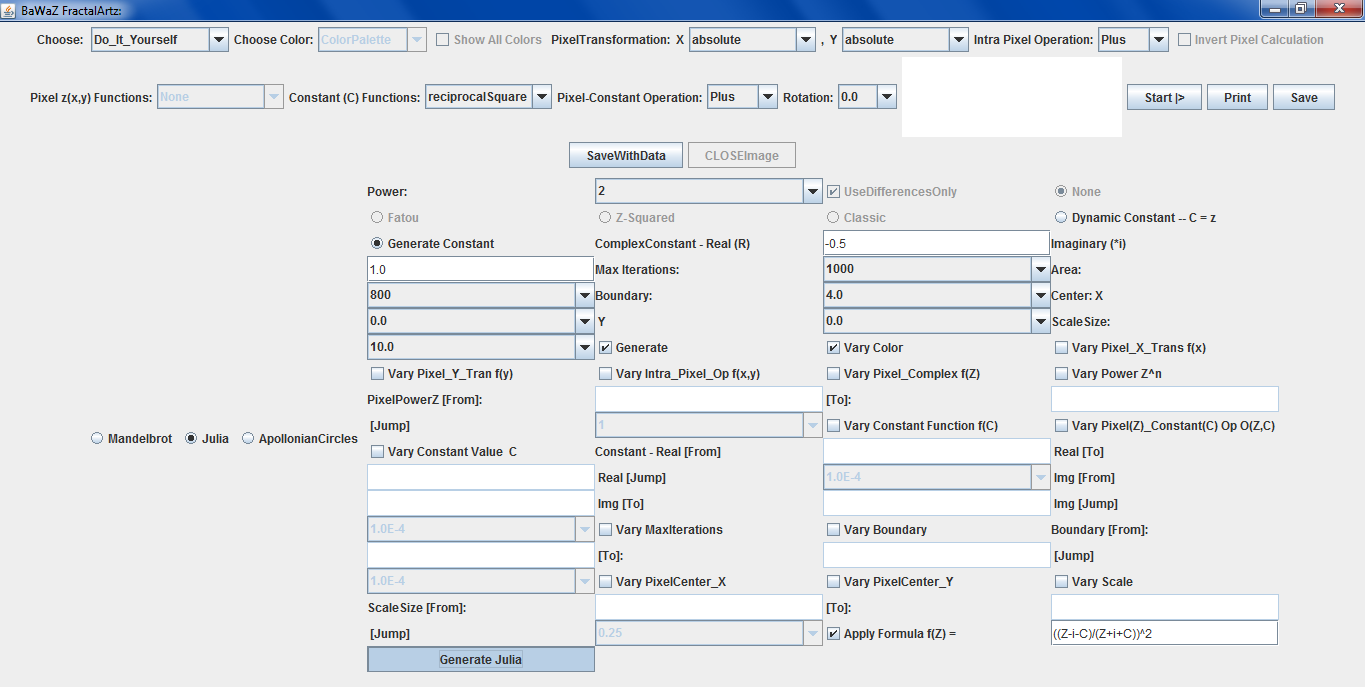 BaWaZ FractalArtz:
Choose: Do_It_Yourself Choose Color: ColorPalette Show All Colors PixelTransformation: X absolute , Y absolute Intra Pixel Operation: Plus Invert Pixel Calculation
Pixel z(x,y) Functions: None Constant (C) Functions: reciprocalSquare Pixel-Constant Operation: Plus Rotation: 0.0 Start |> Print Save
SaveWithData CLOSEImage
Power: 2 UseDifferencesOnly None
Fatou Z-Squared Classic Dynamic Constant -- C = z
Generate Constant ComplexConstant - Real (R) -0.5 Imaginary (*i)
1.0 Max Iterations: 1000 Area:
800 Boundary: 4.0 Center: X
0.0 Y 0.0 ScaleSize:
10.0 Generate Vary Color Vary Pixel_X_Trans f(x)
Vary Pixel_Y_Tran f(y) Vary Intra_Pixel_Op f(x,y) Vary Pixel_Complex f(Z) Vary Power Z^n
PixelPowerZ [From]: [To]:
[Jump] 1 Vary Constant Function f(C) Vary Pixel(Z)_Constant(C) Op O(Z,C)
Mandelbrot Julia ApollonianCircles
Vary Constant Value C Constant - Real [From] Real [To]
Real [Jump] 1.0E-4 Img [From]
Img [To] Img [Jump]
1.0E-4 Vary MaxIterations Vary Boundary Boundary [From]:
[To]: [Jump]
1.0E-4 Vary PixelCenter_X Vary PixelCenter_Y Vary Scale
ScaleSize [From]: [To]:
[Jump] 0.25 Apply Formula f(Z) = ((Z-i-C)/(Z+i+C))^2
Generate Julia